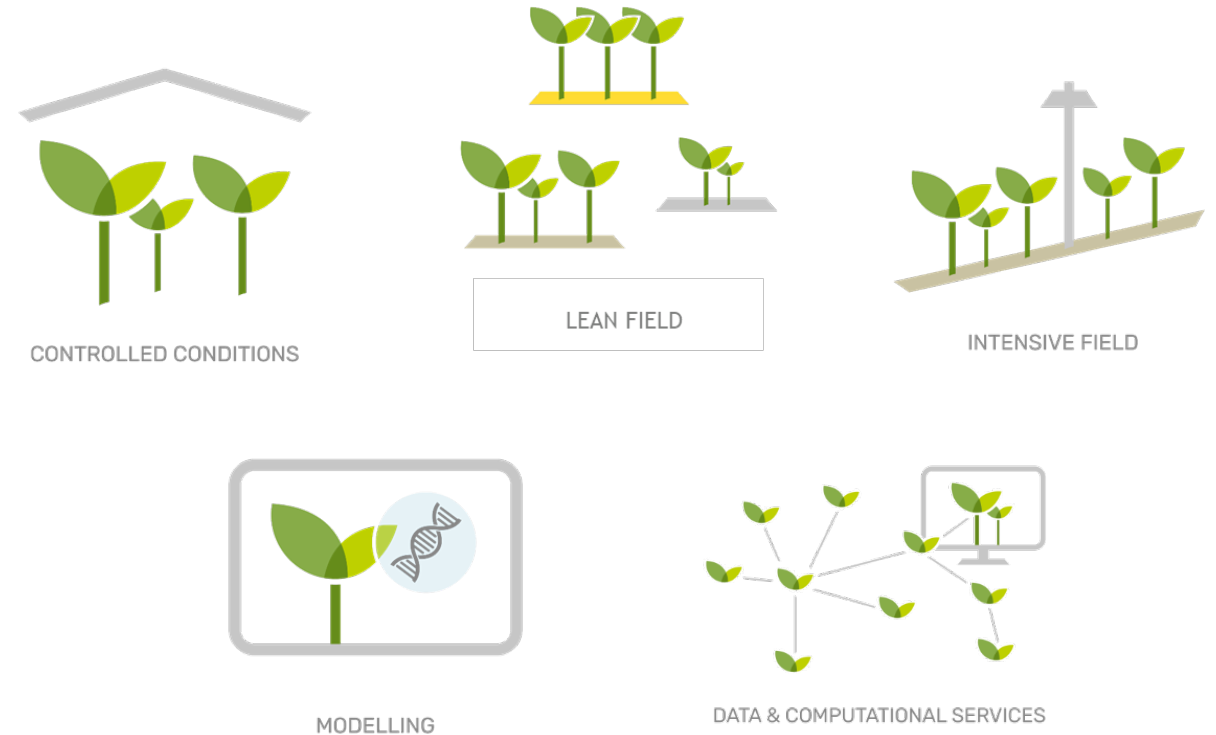 CONTROLLED CONDITIONS
LEAN FIELD
INTENSIVE FIELD
MODELLING
DATA & COMPUTATIONAL SERVICES